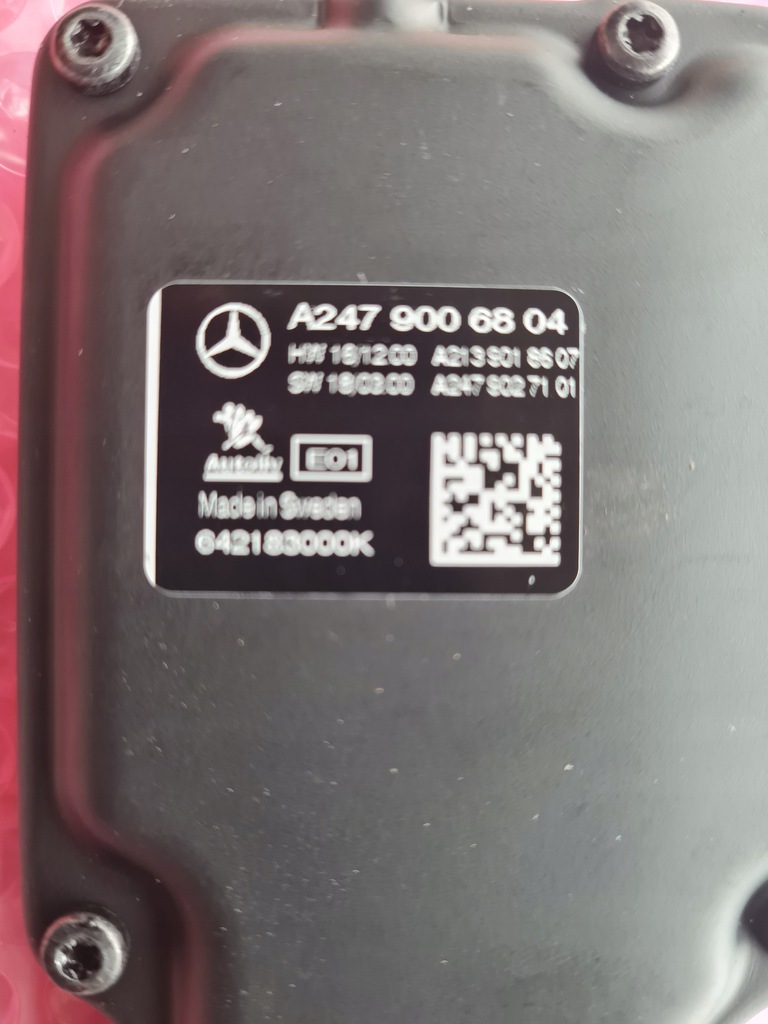 A247 900 68 04
HW 18/12.00 A213 901 86 07
SW 18/03.00 A247 902 71 01
Autoliv E01
Made in Sweden
642183000K